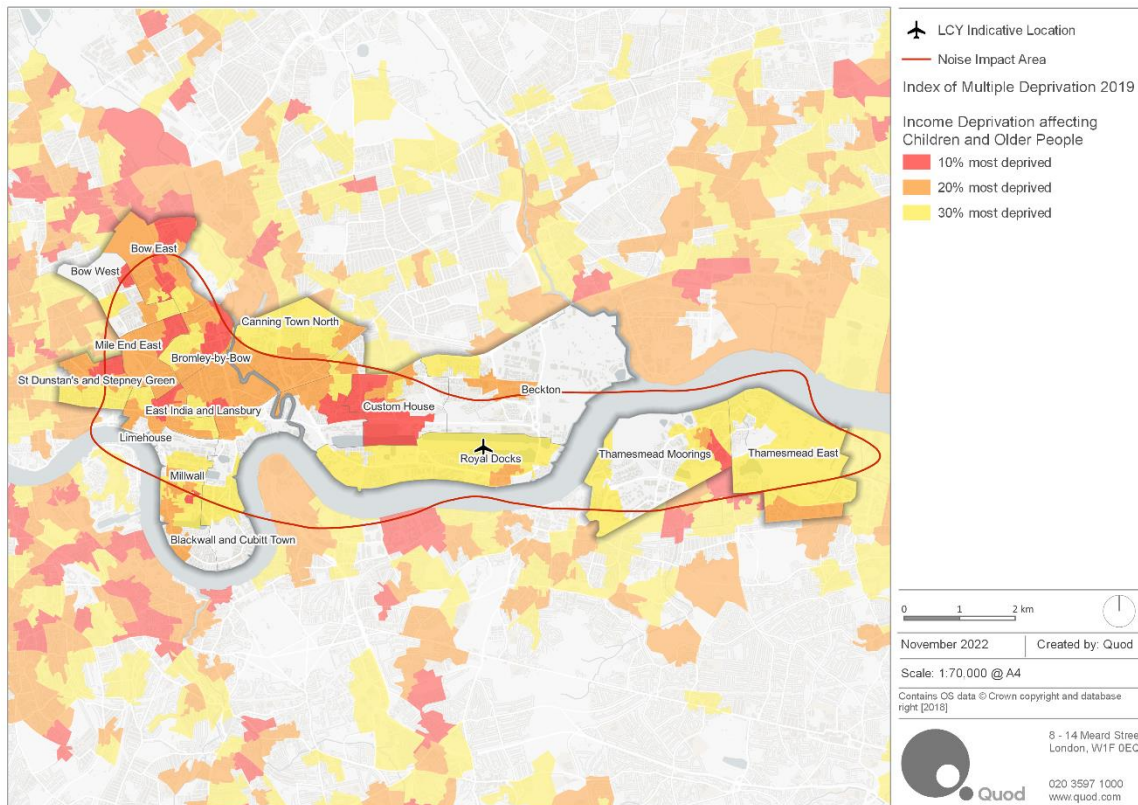 LCY Indicative Location
Noise Impact Area
Index of Multiple Deprivation 2019
Income Deprivation affecting
Children and Older People
10% most deprived
20% most deprived
30% most deprived
Bow East
Bow West
Canning Town North
Mile End East
Bromley-by-Bow
St Dunstan's and Stepney Green
Beckton
East India and Lansbury
Custom House
Limehouse
Royal Docks
Thamesmead Moorings
Thamesmead East
Millwall
Blackwall and Cubitt Town
0 1 2 km
November 2022
Created by: Quod
Scale: 1:70,000 @ A4
Contains OS data © Crown copyright and database
right [2018]
8 - 14 Meard Stree
London, W1F 0EQ
Quod
020 3597 1000
www.quod.com